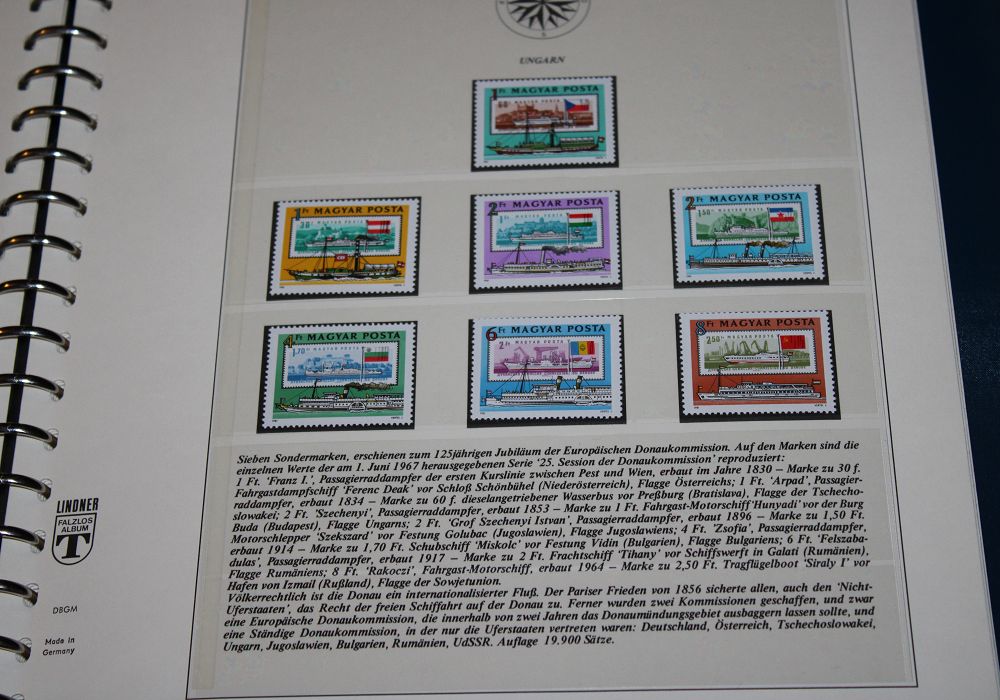 UNGARN
1Ft MAGYAR POSTA
1Ft MAGYAR POSTA
2Ft MAGYAR POSTA
2Ft MAGYAR POSTA
4Ft MAGYAR POSTA
6Ft MAGYAR POSTA
8Ft MAGYAR POSTA
Sieben Sondermarken, erschienen zum 125jährigen Jubiläum der Europäischen Donaukommission. Auf den Marken sind die
einzelnen Werte der am 1. Juni 1967 herausgegebenen Serie '25. Session der Donaukommission' reproduziert:
1 Ft. 'Franz I.', Passagierraddampfer der ersten Kurslinie zwischen Pest und Wien, erbaut im Jahre 1830 – Marke zu 30 f.
Fahrgastdampfschiff 'Ferenc Deak' vor Schloß Schönbühel (Niederösterreich), Flagge Österreichs; 1 Ft. 'Arpad', Passagier-
raddampfer, erbaut 1834 – Marke zu 60 f. dieselangetriebener Wasserbus vor Preßburg (Bratislava), Flagge der Tschecho-
slowakei; 2 Ft. 'Szechenyi', Passagierraddampfer, erbaut 1853 – Marke zu 1 Ft. Fahrgast-Motorschiff 'Hunyadi' vor der Burg
Buda (Budapest), Flagge Ungarns; 2 Ft. 'Grof Szechenyi Istvan', Passagierraddampfer, erbaut 1896 – Marke zu 1,50 Ft.
Motorschlepper 'Szekszard' vor Festung Golubac (Jugoslawien), Flagge Jugoslawiens; 4 Ft. 'Zsofia', Passagierraddampfer,
erbaut 1914 – Marke zu 1,70 Ft. Schubschiff 'Miskolc' vor Festung Vidin (Bulgarien), Flagge Bulgariens; 6 Ft. 'Felszaba-
dulas', Passagierraddampfer, erbaut 1917 – Marke zu 2 Ft. Frachtschiff 'Tihany' vor Schiffswerft in Galati (Rumänien),
Flagge Rumäniens; 8 Ft. 'Rakoczi', Fahrgast-Motorschiff, erbaut 1964 – Marke zu 2,50 Ft. Tragflügelboot 'Siraly I' vor
Hafen von Izmail (Rußland), Flagge der Sowjetunion.
Völkerrechtlich ist die Donau ein internationalisierter Fluß. Der Pariser Frieden von 1856 sicherte allen, auch den 'Nicht-
Uferstaaten', das Recht der freien Schiffahrt auf der Donau zu. Ferner wurden zwei Kommissionen geschaffen, und zwar
eine Europäische Donaukommission, die innerhalb von zwei Jahren das Donaumündungsgebiet ausbaggern lassen sollte, und
eine Ständige Donaukommission, in der nur die Uferstaaten vertreten waren: Deutschland, Österreich, Tschechoslowakei,
Ungarn, Jugoslawien, Bulgarien, Rumänien, UdSSR. Auflage 19.900 Sätze.
LINDNER
FALZLOS
ALBUM
T
DBGM
Made in
Germany